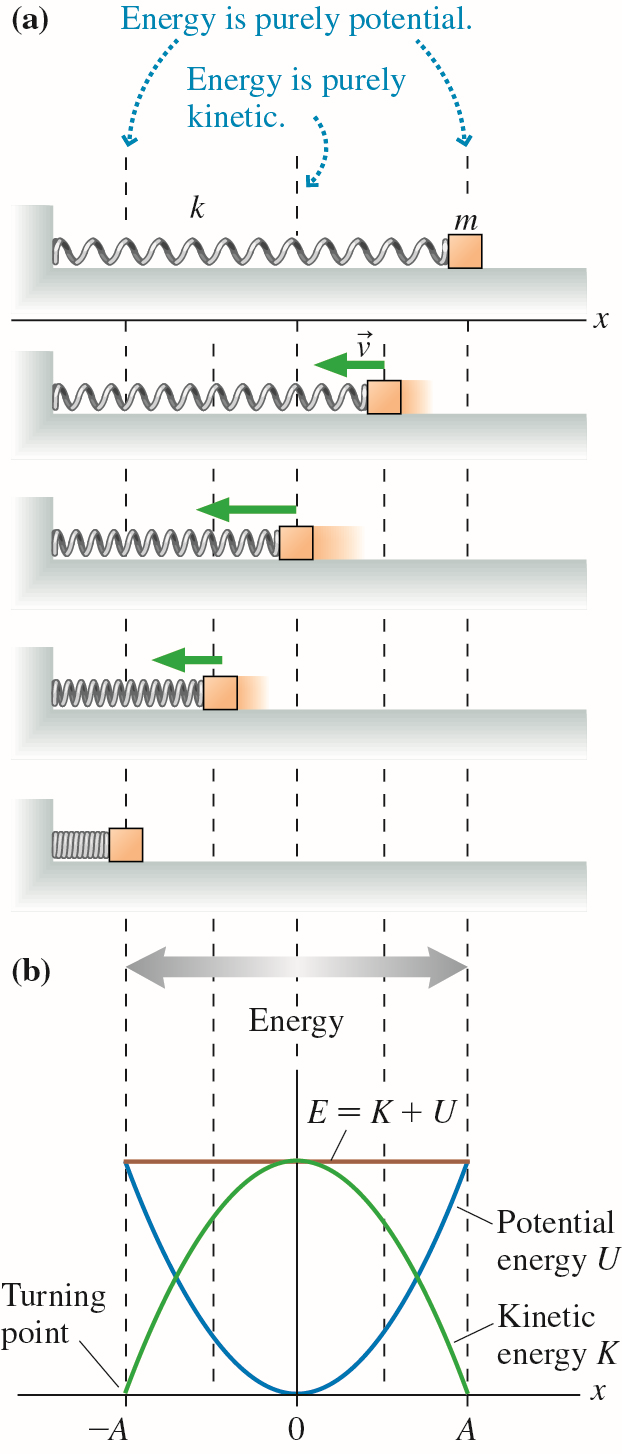 (a) Energy is purely potential.
Energy is purely
kinetic.
k
m
x
v⃗
(b)
Energy
E = K + U
Potential
energy U
Turning
point
Kinetic
energy K
x
−A 0 A